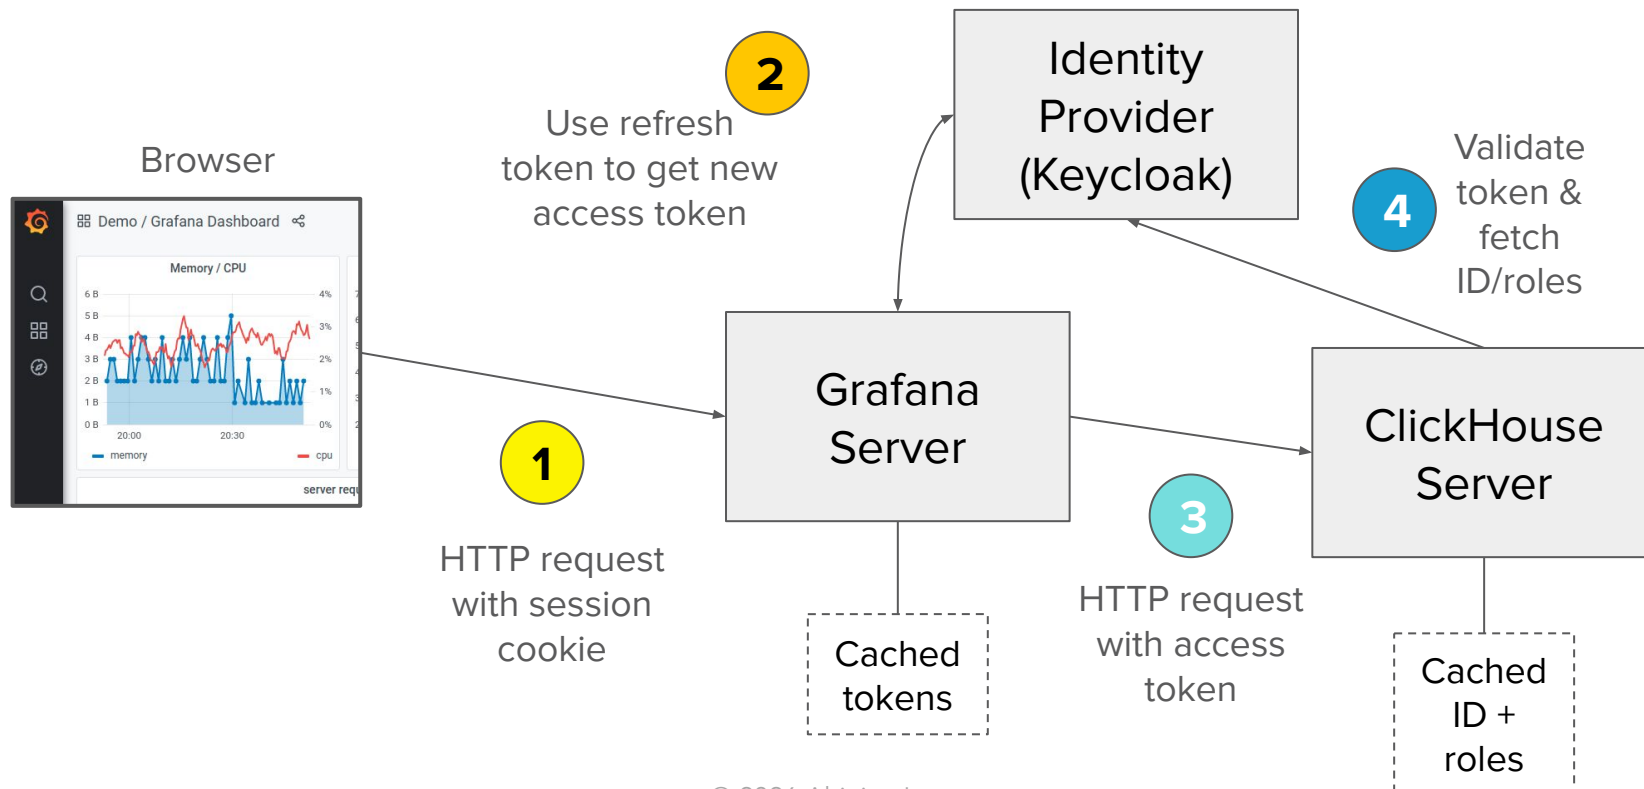 Browser
Demo / Grafana Dashboard
Memory / CPU
6 B
5 B
4 B
3 B
2 B
1 B
0 B
4%
3%
2%
1%
0%
20:00
20:30
memory
cpu
server requ
2
Use refresh
token to get new
access token
Identity
Provider
(Keycloak)
4
Validate
token &
fetch
ID/roles
1
HTTP request
with session
cookie
Grafana
Server
Cached
tokens
3
HTTP request
with access
token
ClickHouse
Server
Cached
ID +
roles